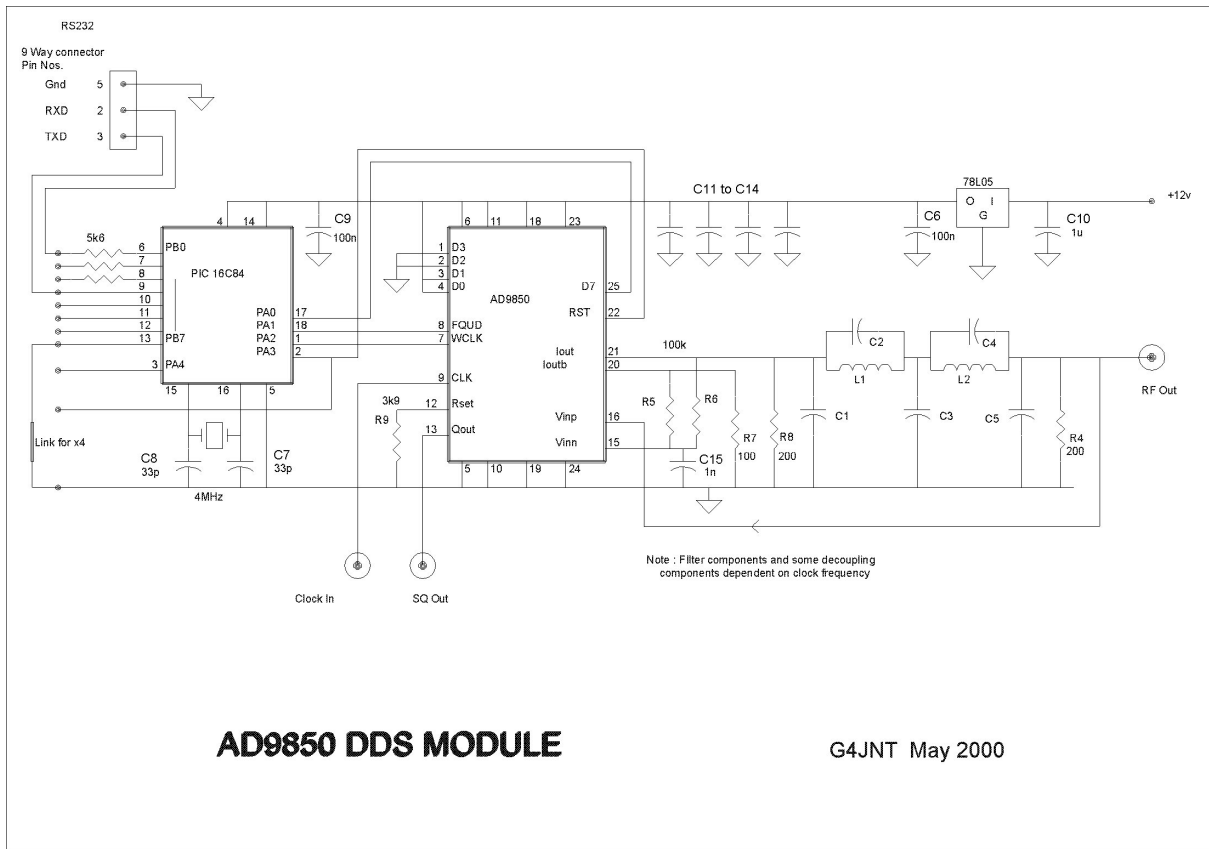 RS232
9 Way connector
Pin Nos.
Gnd 5
RXD 2
TXD 3
5k6
4 14
C9
100n
6 PB0
7
8
9
10
11
12
13 PB7
3 PA4
PIC 16C84
PA0 17
PA1 18
PA2 1
PA3 2
15 16 5
C8
33p
C7
33p
4MHz
Link for x4
6 11 18 23
1 D3
2 D2
3 D1
4 D0
AD9850
D7 25
RST 22
8 FQUD
7 WCLK
Iout 21
Ioutb 20
9 CLK
12 Rset
13 Qout
Vinp 16
Vinn 15
5 10 19 24
3k9
R9
C11 to C14
C6
100n
78L05
O I
G
C10
1u
+12v
100k
R5
R6
R7
100
R8
200
C15
1n
C2
L1
C4
L2
C1
C3
C5
R4
200
RF Out
Clock In
SQ Out
Note : Filter components and some decoupling
components dependent on clock frequency
AD9850 DDS MODULE
G4JNT May 2000